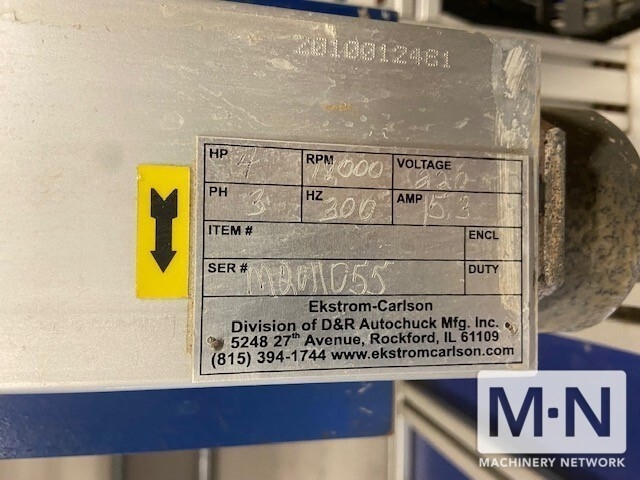 2010012461
HP 4 RPM 18000 VOLTAGE 220
PH 3 HZ 300 AMP 15.3
ITEM # ENCL
SER # M2011055 DUTY
Ekstrom-Carlson
Division of D&R Autochuck Mfg. Inc.
5248 27th Avenue, Rockford, IL 61109
(815) 394-1744 www.ekstromcarlson.com
M·N
MACHINERY NETWORK